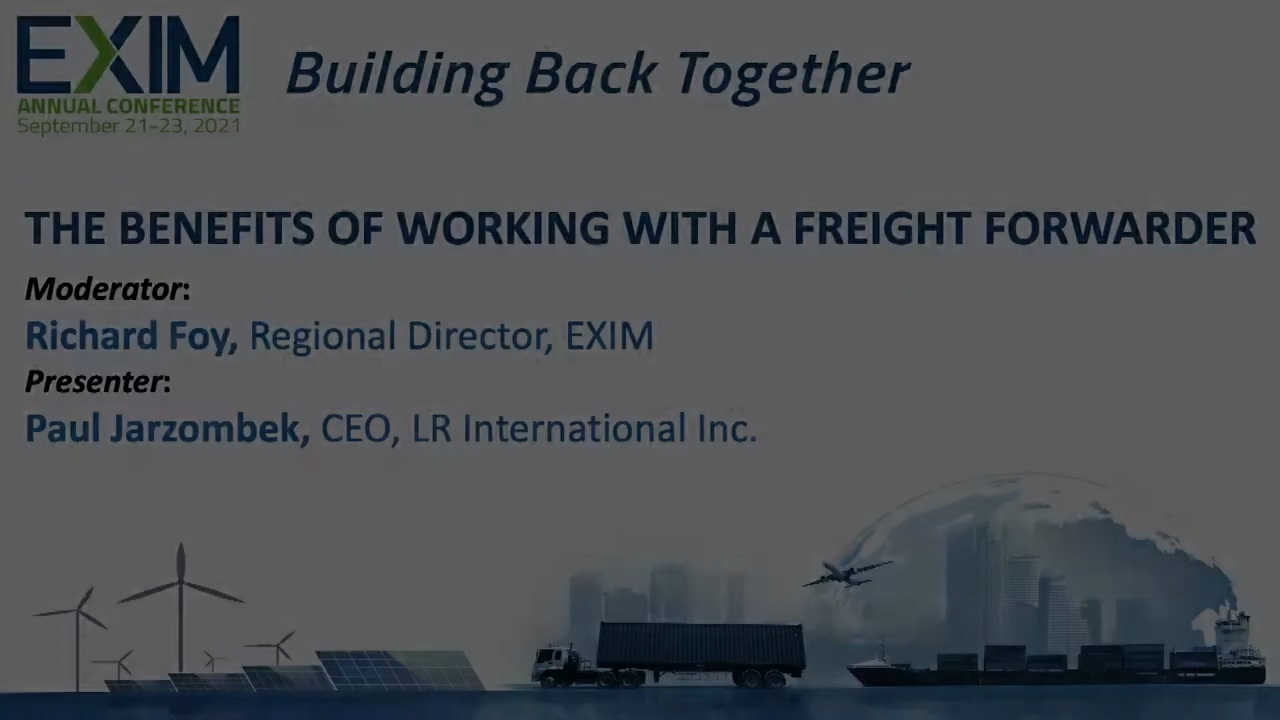 EXIM
ANNUAL CONFERENCE
September 21-23, 2021
Building Back Together
THE BENEFITS OF WORKING WITH A FREIGHT FORWARDER
Moderator:
Richard Foy, Regional Director, EXIM
Presenter:
Paul Jarzombek, CEO, LR International Inc.